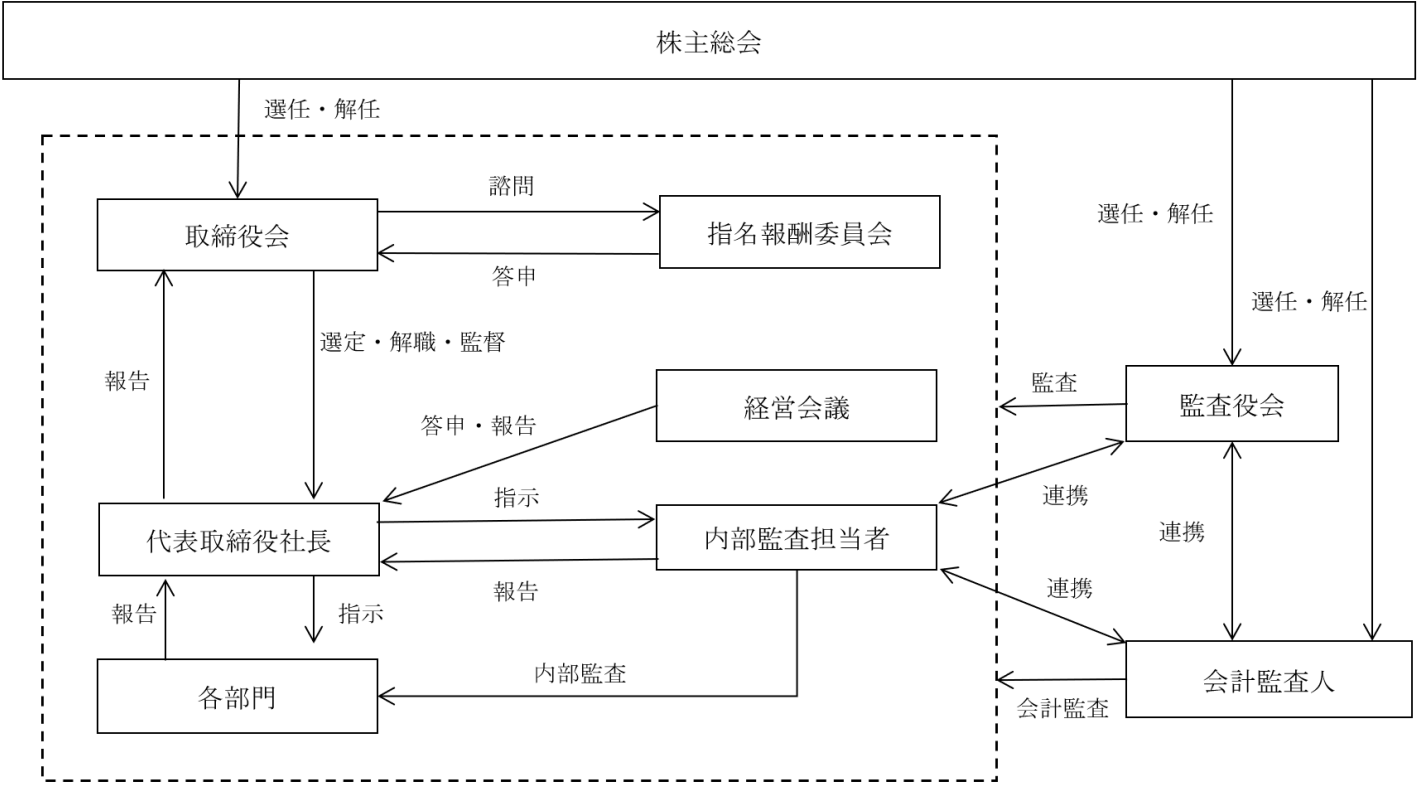 株主総会
選任・解任
諮問
取締役会
指名報酬委員会
答申
選任・解任
選任・解任
選定・解職・監督
報告
監査
経営会議
監査役会
答申・報告
指示
連携
代表取締役社長
内部監査担当者
連携
報告
連携
報告
指示
内部監査
各部門
会計監査人
会計監査